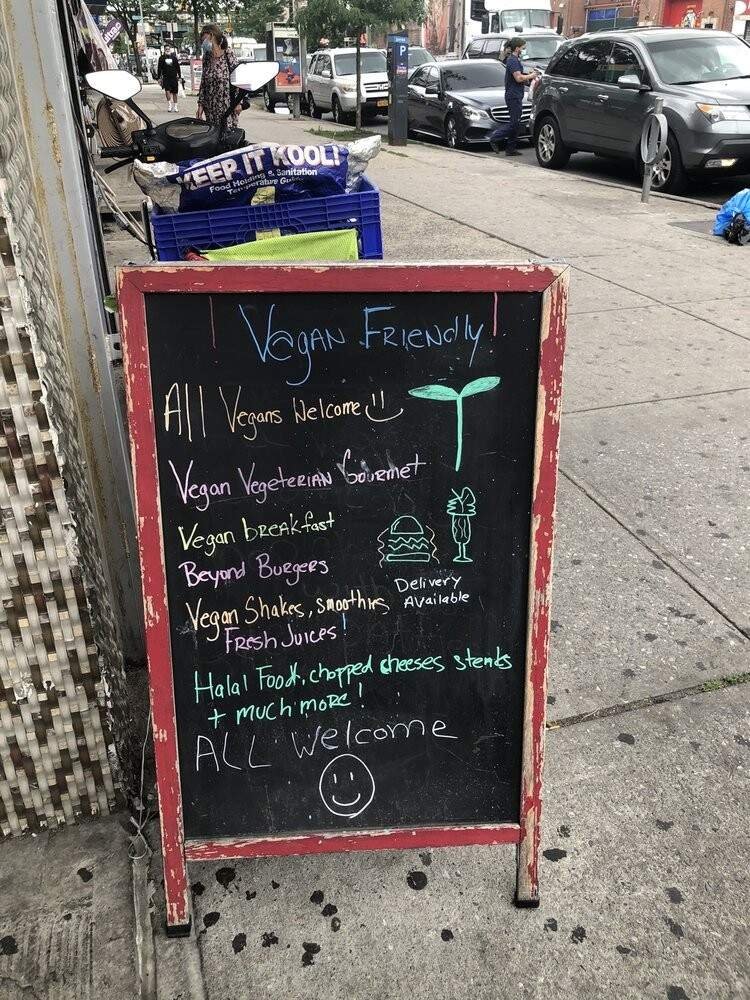 KEEP IT KOOL!
Food Holding & Sanitation
Temperature
P
Vegan Friendly!
All Vegans Welcome !!
Vegan Vegeterian Gourmet
Vegan breakfast
Beyond Burgers
Delivery
Available
Vegan Shakes, smoothies
Fresh Juices!
Halal Food, chopped cheeses
+ much more!
ALL Welcome